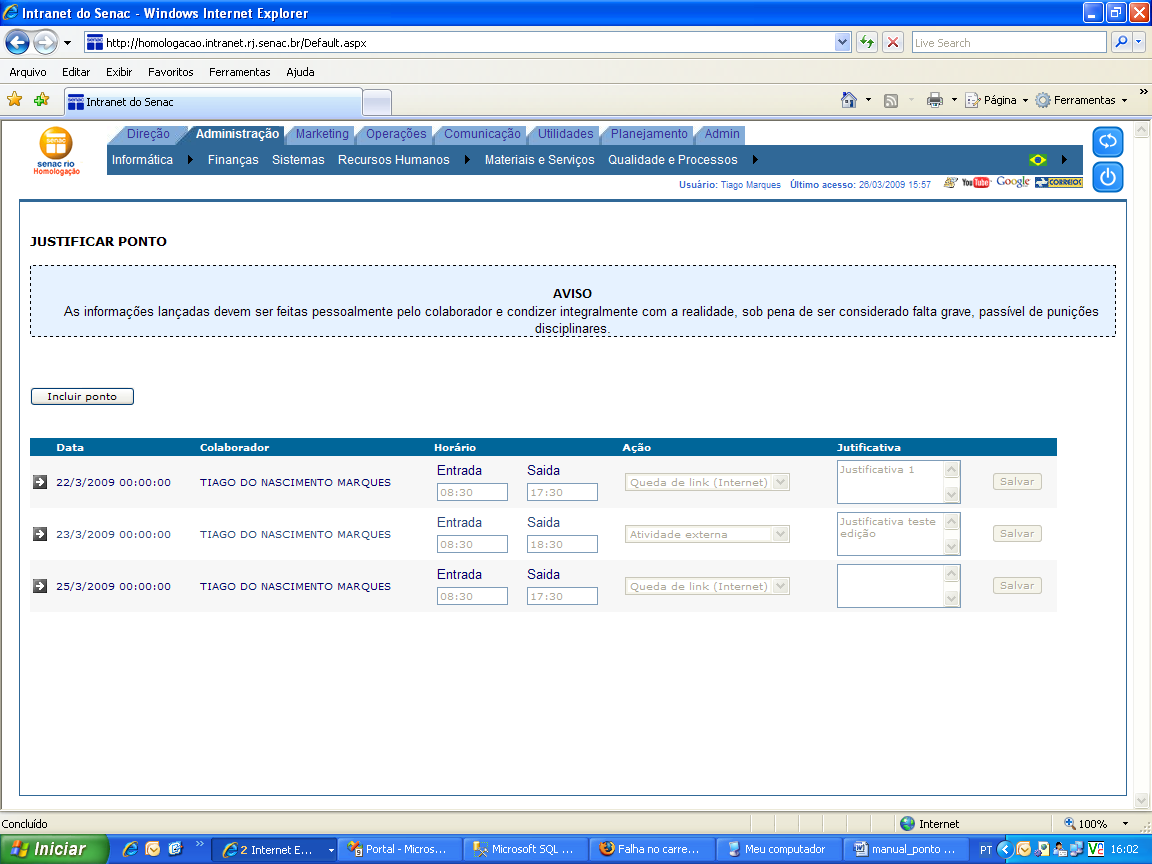 Intranet do Senac - Windows Internet Explorer
http://homologacao.intranet.rj.senac.br/Default.aspx
Live Search
Arquivo Editar Exibir Favoritos Ferramentas Ajuda
Intranet do Senac
Página Ferramentas
Direção Administração Marketing Operações Comunicação Utilidades Planejamento Admin
senac rio
Homologação
Informática Finanças Sistemas Recursos Humanos Materiais e Serviços Qualidade e Processos
Usuário: Tiago Marques Último acesso: 26/03/2009 15:57 YouTube Google CORREIOS
JUSTIFICAR PONTO
AVISO
As informações lançadas devem ser feitas pessoalmente pelo colaborador e condizer integralmente com a realidade, sob pena de ser considerado falta grave, passível de punições
disciplinares.
Incluir ponto
Data Colaborador Horário Ação Jutificativa
Entrada Saida
22/3/2009 00:00:00 TIAGO DO NASCIMENTO MARQUES 08:30 17:30 Queda de link (Internet) Justificativa 1 Salvar
Entrada Saida
23/3/2009 00:00:00 TIAGO DO NASCIMENTO MARQUES 08:30 18:30 Atividade externa Justificativa teste
edição Salvar
Entrada Saida
25/3/2009 00:00:00 TIAGO DO NASCIMENTO MARQUES 08:30 17:30 Queda de link (Internet) Salvar
Concluído Internet 100%
Iniciar 2 Internet E... Portal - Micros... Microsoft SQL ... Falha no carre... Meu computador manual_ponto ... PT 16:02